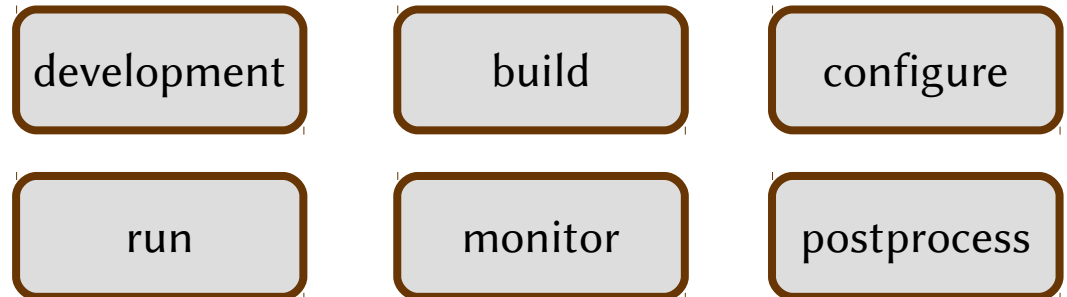 development
build
configure
run
monitor
postprocess